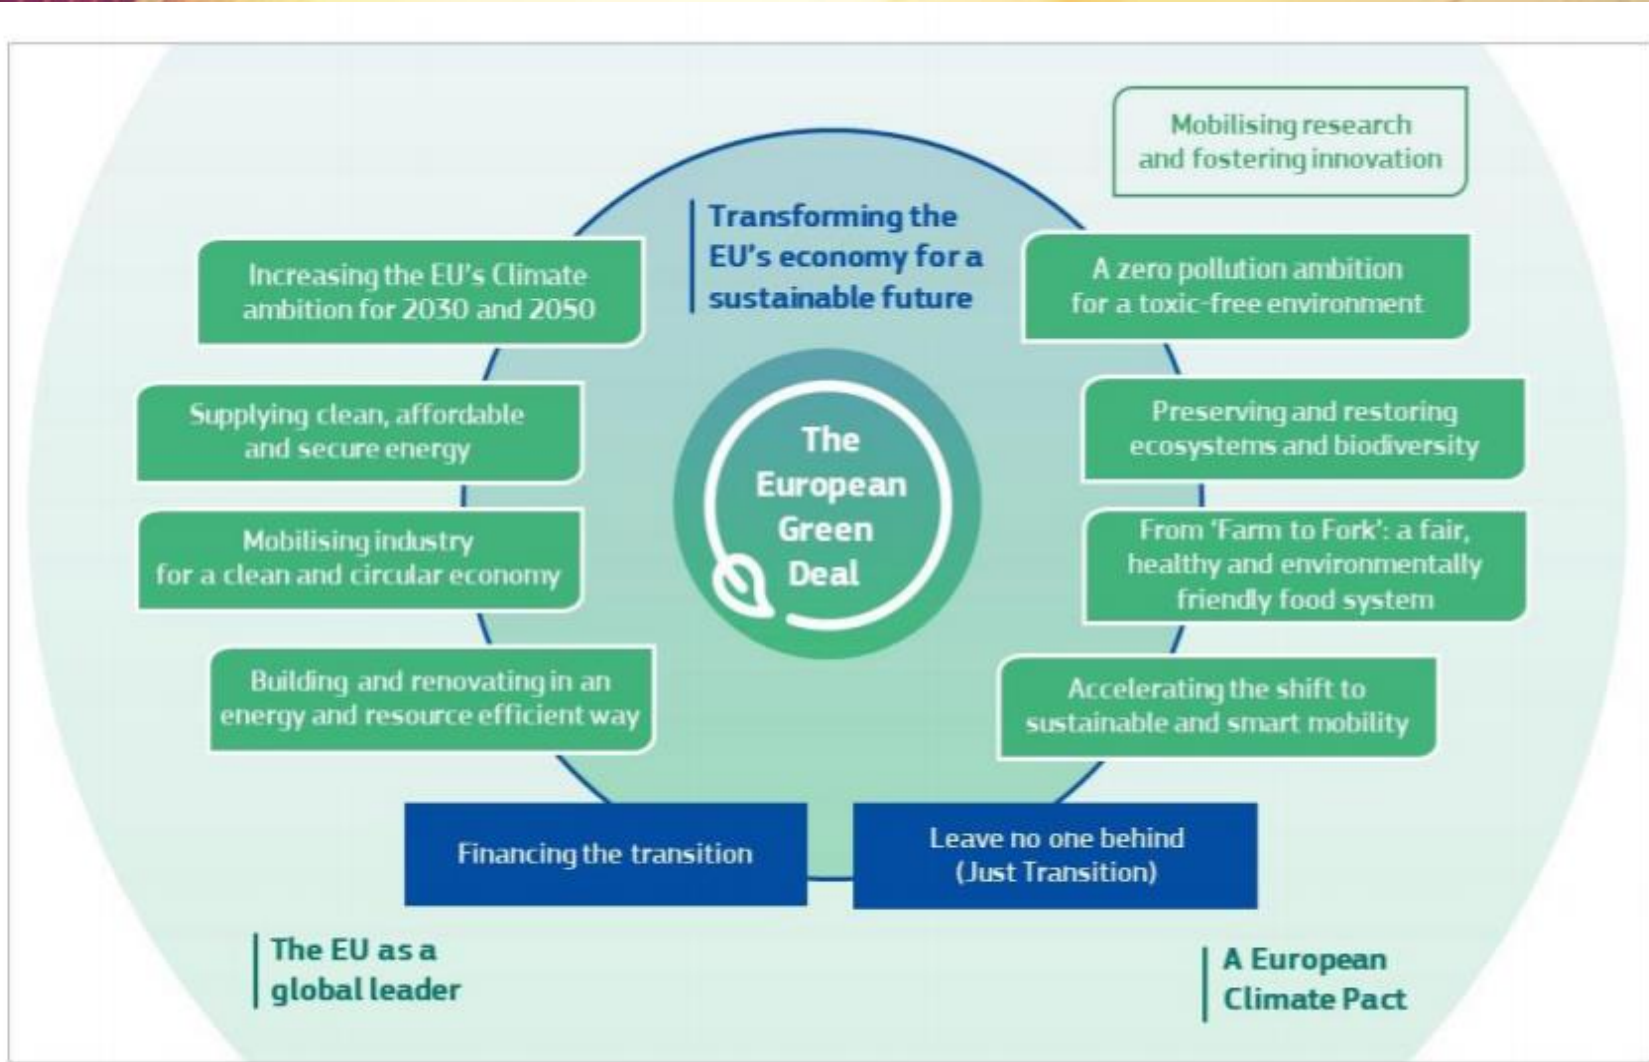 Mobilising research
and fostering innovation
Transforming the
EU's economy for a
sustainable future
Increasing the EU's Climate
ambition for 2030 and 2050
A zero pollution ambition
for a toxic-free environment
Supplying clean, affordable
and secure energy
Preserving and restoring
ecosystems and biodiversity
The
European
Green
Deal
Mobilising industry
for a clean and circular economy
From 'Farm to Fork': a fair,
healthy and environmentally
friendly food system
Building and renovating in an
energy and resource efficient way
Accelerating the shift to
sustainable and smart mobility
Financing the transition
Leave no one behind
(Just Transition)
The EU as a
global leader
A European
Climate Pact